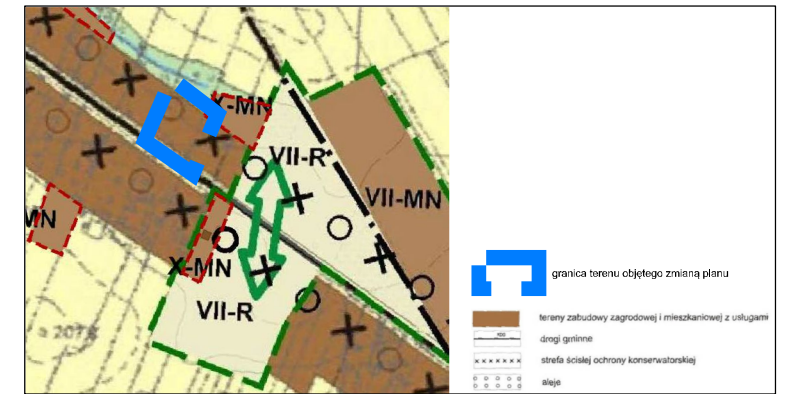 X-MN
VII-R
VII-MN
MN
X-MN
VII-R
granica terenu objętego zmianą planu
tereny zabudowy zagrodowej i mieszkaniowej z usługami
drogi gminne
strefa ścisłej ochrony konserwatorskiej
aleje